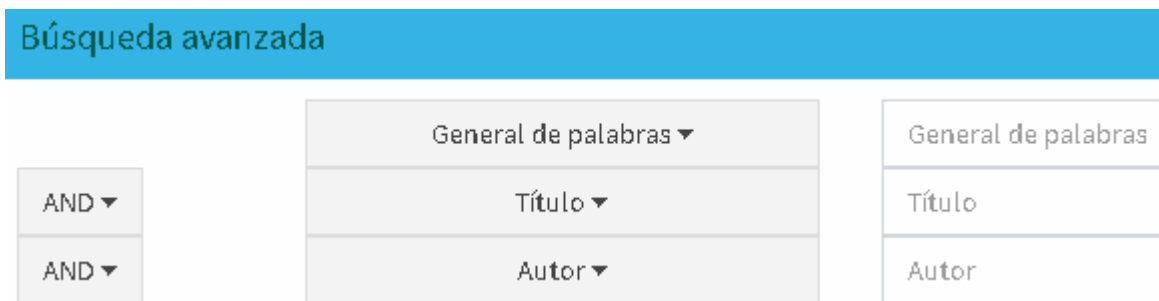 Búsqueda avanzada
General de palabras General de palabras
AND Título Título
AND Autor Autor